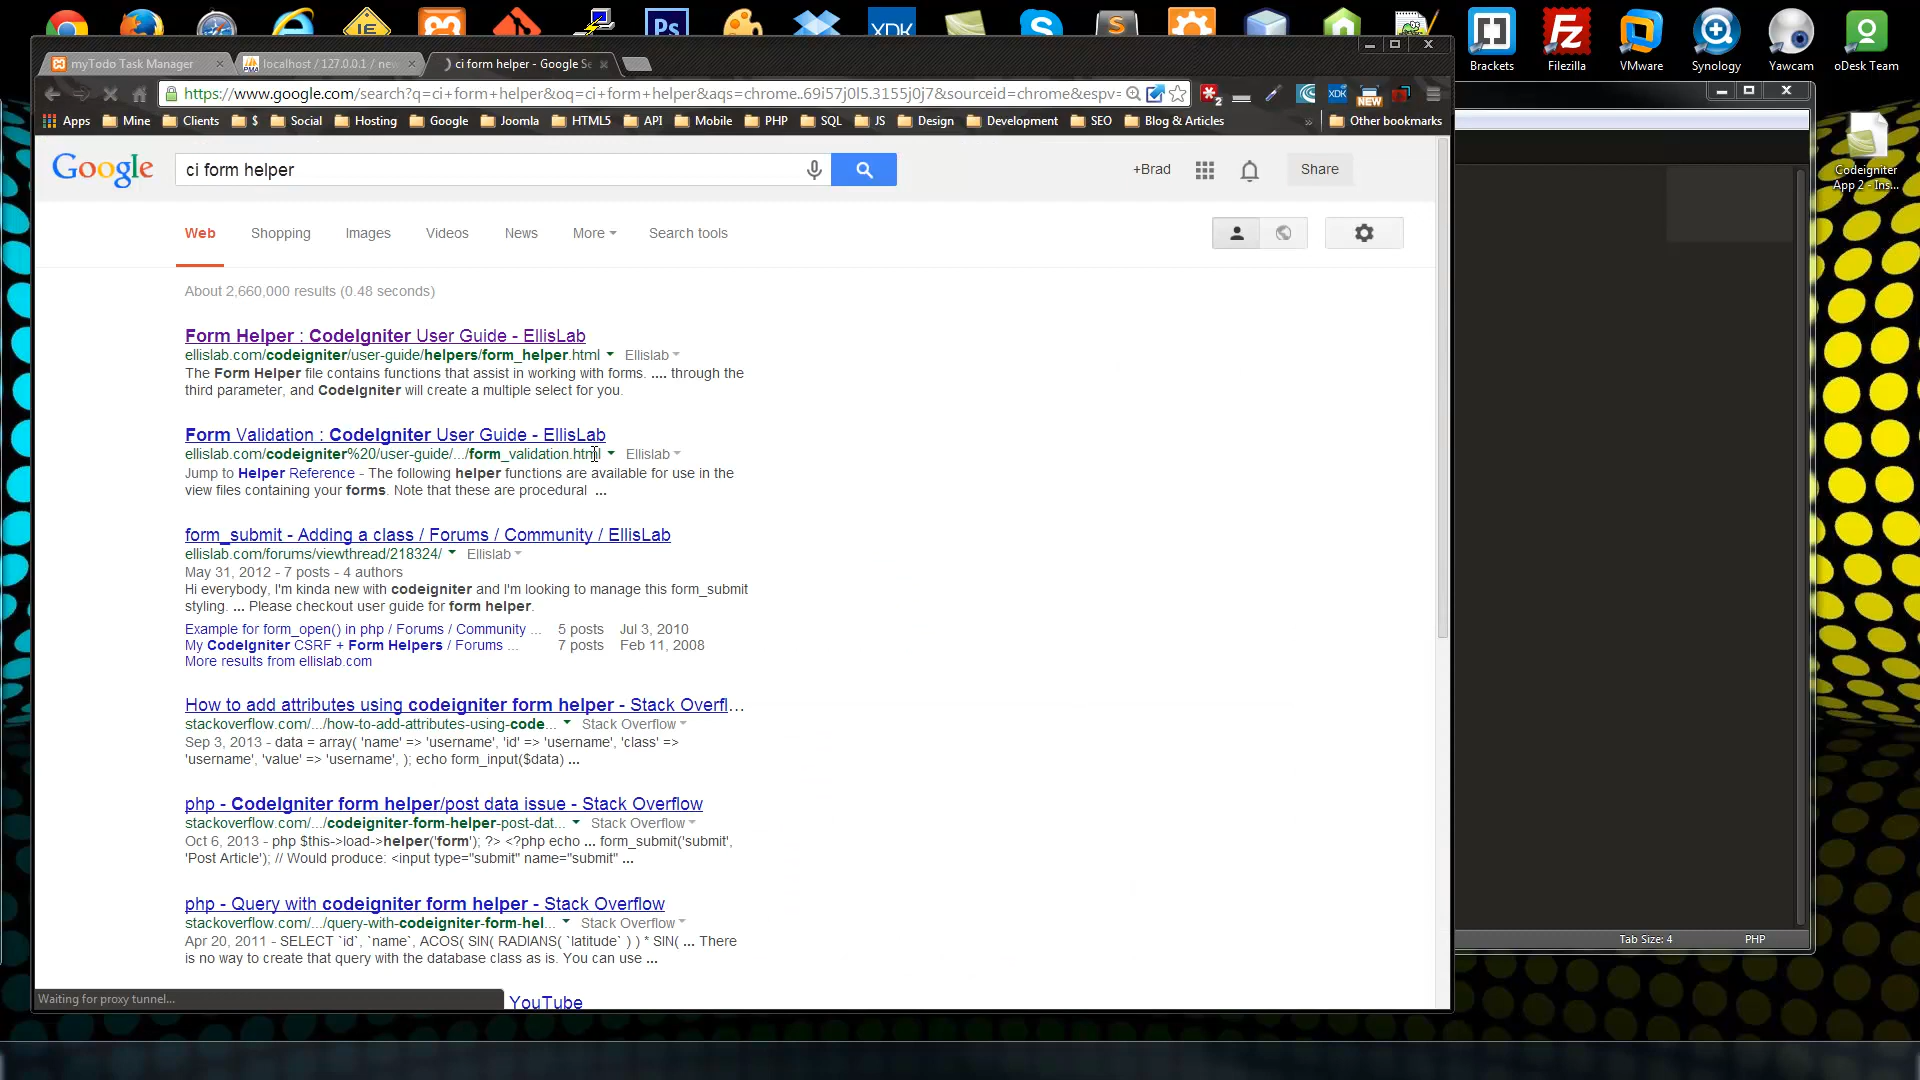 Brackets
Filezilla
VMware
Synology
Yawcam
oDesk Team
myTodo Task Manager
localhost / 127.0.0.1 / new
ci form helper - Google Se
https://www.google.com/search?q=ci+form+helper&oq=ci+form+helper&aqs=chrome..69i57j0l5.3155j0j7&sourceid=chrome&espv=
Apps Mine Clients $ Social Hosting Google Joomla HTML5 API Mobile PHP SQL JS Design Development SEO Blog & Articles » Other bookmarks
Google
ci form helper
+Brad
Share
Web Shopping Images Videos News More Search tools
About 2,660,000 results (0.48 seconds)
Form Helper : CodeIgniter User Guide - EllisLab
ellislab.com/codeigniter/user-guide/helpers/form_helper.html Ellislab
The Form Helper file contains functions that assist in working with forms. .... through the
third parameter, and CodeIgniter will create a multiple select for you.
Form Validation : CodeIgniter User Guide - EllisLab
ellislab.com/codeigniter%20/user-guide/.../form_validation.html Ellislab
Jump to Helper Reference - The following helper functions are available for use in the
view files containing your forms. Note that these are procedural ...
form_submit - Adding a class / Forums / Community / EllisLab
ellislab.com/forums/viewthread/218324/ Ellislab
May 31, 2012 - 7 posts - 4 authors
Hi everybody, I'm kinda new with codeigniter and I'm looking to manage this form_submit
styling. ... Please checkout user guide for form helper.
Example for form_open() in php / Forums / Community ... 5 posts Jul 3, 2010
My CodeIgniter CSRF + Form Helpers / Forums ... 7 posts Feb 11, 2008
More results from ellislab.com
How to add attributes using codeigniter form helper - Stack Overfl...
stackoverflow.com/.../how-to-add-attributes-using-code... Stack Overflow
Sep 3, 2013 - data = array( 'name' => 'username', 'id' => 'username', 'class' =>
'username', 'value' => 'username', ); echo form_input($data) ...
php - CodeIgniter form helper/post data issue - Stack Overflow
stackoverflow.com/.../codeigniter-form-helper-post-dat... Stack Overflow
Oct 6, 2013 - php $this->load->helper('form'); ?> <?php echo ... form_submit('submit',
'Post Article'); // Would produce: <input type="submit" name="submit" ...
php - Query with codeigniter form helper - Stack Overflow
stackoverflow.com/.../query-with-codeigniter-form-hel... Stack Overflow
Apr 20, 2011 - SELECT `id`, `name`, ACOS( SIN( RADIANS( `latitude` ) ) * SIN( ... There
is no way to create that query with the database class as is. You can use ...
YouTube
Waiting for proxy tunnel...
Codeigniter
App 2 - Ins...
Tab Size: 4
PHP
IE
Ps
XDK
XDK
NEW
2